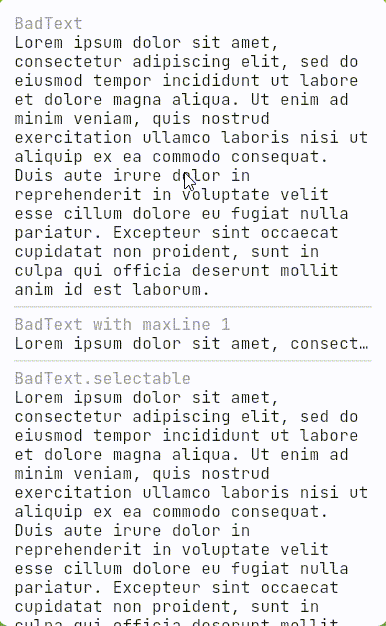 BadText
Lorem ipsum dolor sit amet,
consectetur adipiscing elit, sed do
eiusmod tempor incididunt ut labore
et dolore magna aliqua. Ut enim ad
minim veniam, quis nostrud
exercitation ullamco laboris nisi ut
aliquip ex ea commodo consequat.
Duis aute irure dolor in
reprehenderit in voluptate velit
esse cillum dolore eu fugiat nulla
pariatur. Excepteur sint occaecat
cupidatat non proident, sunt in
culpa qui officia deserunt mollit
anim id est laborum.
BadText with maxLine 1
Lorem ipsum dolor sit amet, consect…
BadText.selectable
Lorem ipsum dolor sit amet,
consectetur adipiscing elit, sed do
eiusmod tempor incididunt ut labore
et dolore magna aliqua. Ut enim ad
minim veniam, quis nostrud
exercitation ullamco laboris nisi ut
aliquip ex ea commodo consequat.
Duis aute irure dolor in
reprehenderit in voluptate velit
esse cillum dolore eu fugiat nulla
pariatur. Excepteur sint occaecat
cupidatat non proident, sunt in
culpa qui officia deserunt mollit